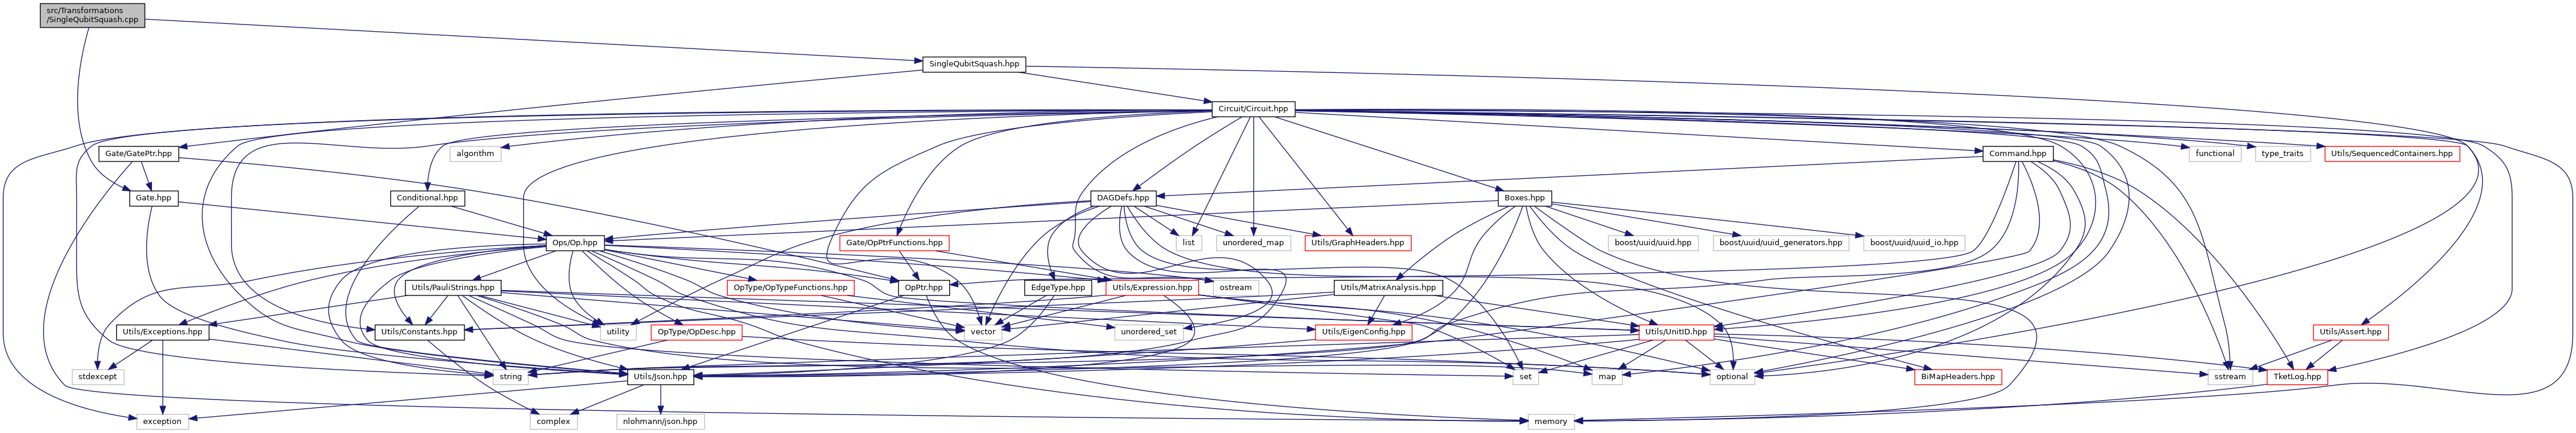 src/Transformations
/SingleQubitSquash.cpp
SingleQubitSquash.hpp
Circuit/Circuit.hpp
Gate/GatePtr.hpp
algorithm
Command.hpp
functional
type_traits
Utils/SequencedContainers.hpp
Gate.hpp
Conditional.hpp
DAGDefs.hpp
Boxes.hpp
Ops/Op.hpp
Gate/OpPtrFunctions.hpp
list
unordered_map
Utils/GraphHeaders.hpp
boost/uuid/uuid.hpp
boost/uuid/uuid_generators.hpp
boost/uuid/uuid_io.hpp
Utils/PauliStrings.hpp
OpType/OpTypeFunctions.hpp
OpPtr.hpp
EdgeType.hpp
Utils/Expression.hpp
ostream
Utils/MatrixAnalysis.hpp
Utils/Exceptions.hpp
Utils/Constants.hpp
utility
OpType/OpDesc.hpp
vector
unordered_set
Utils/EigenConfig.hpp
Utils/UnitID.hpp
Utils/Assert.hpp
stdexcept
string
Utils/Json.hpp
set
map
optional
BiMapHeaders.hpp
sstream
TketLog.hpp
exception
complex
nlohmann/json.hpp
memory